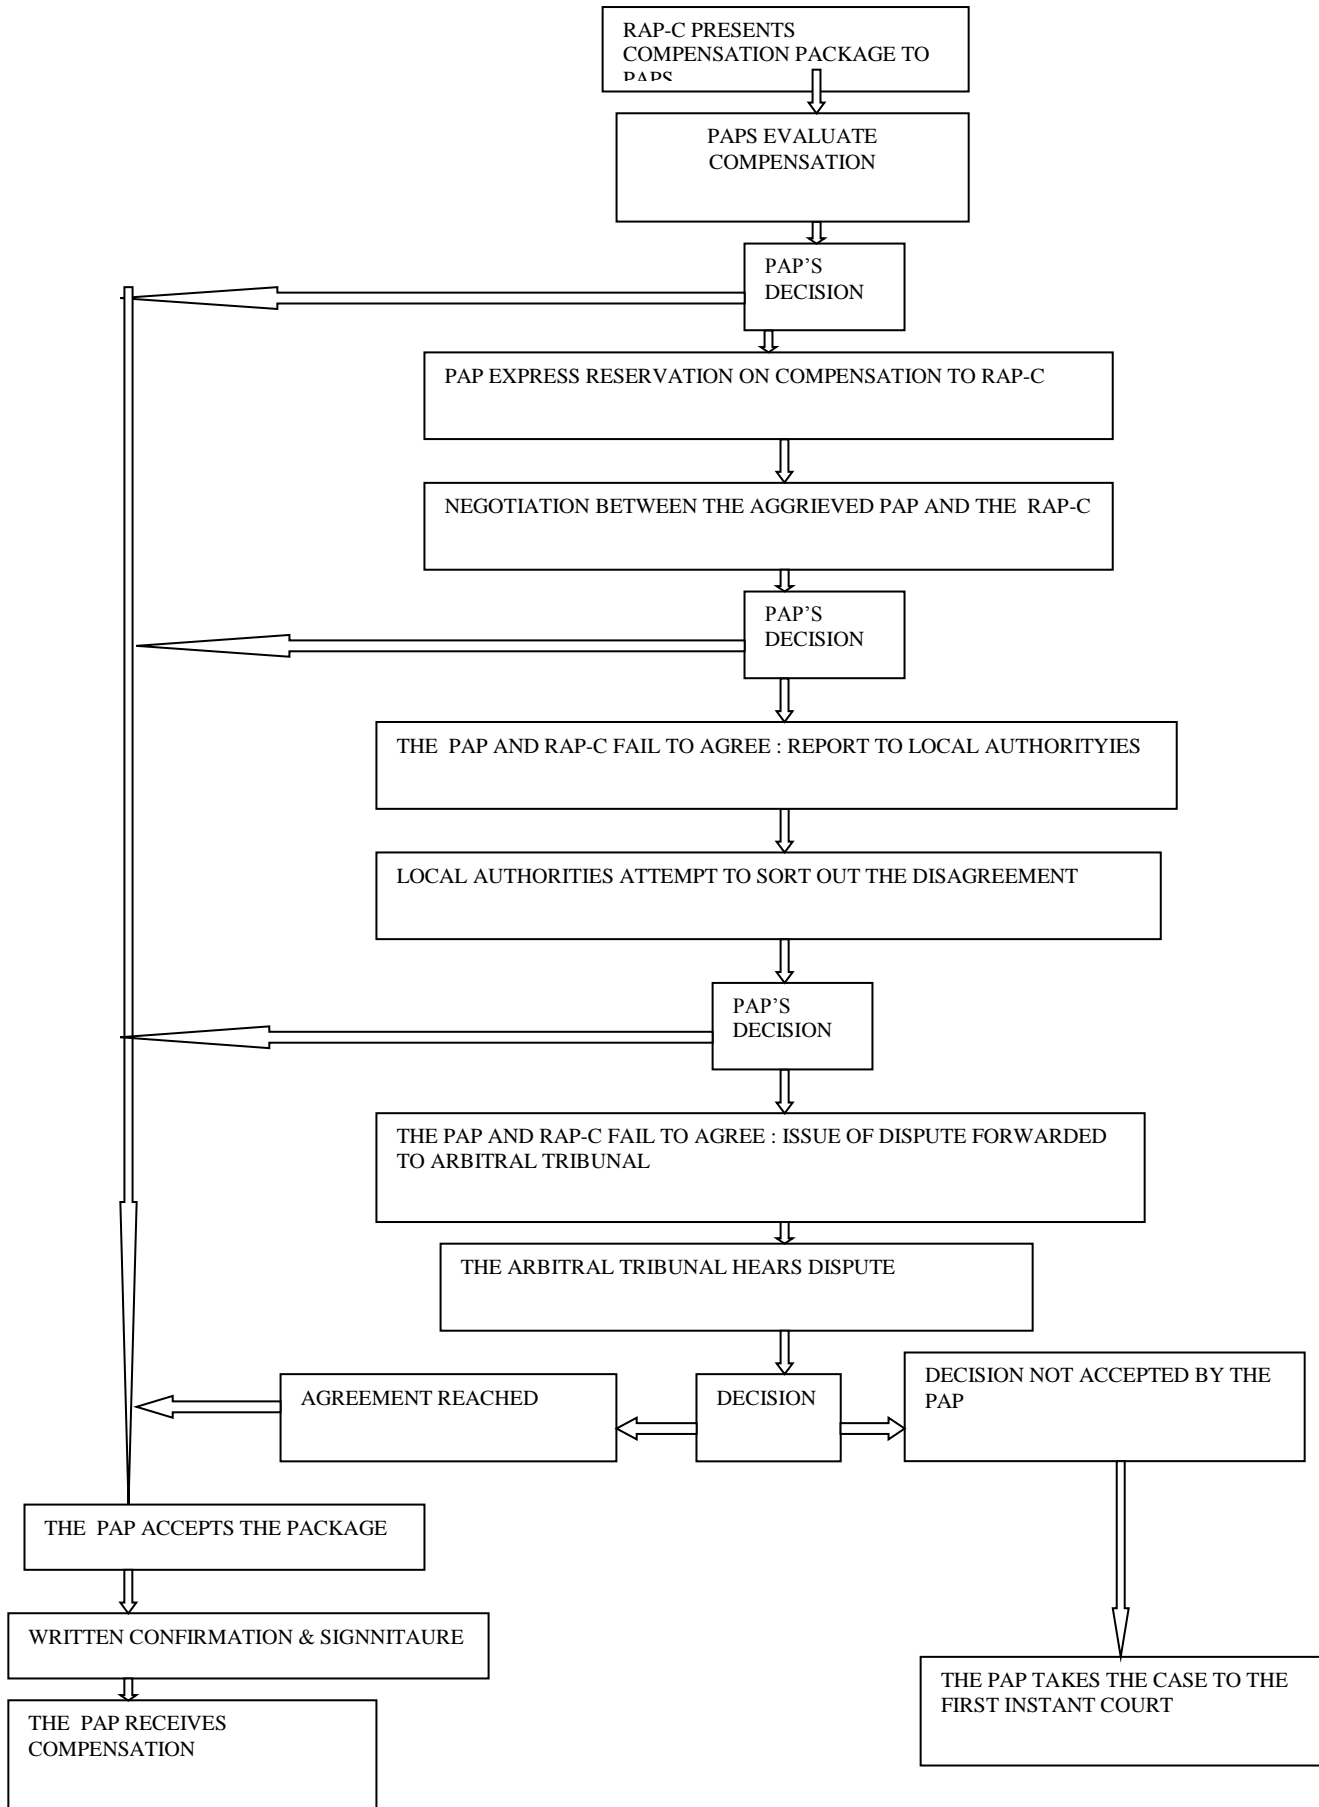 RAP-C PRESENTS
COMPENSATION PACKAGE TO
PAPS
PAPS EVALUATE
COMPENSATION
PAP’S
DECISION
PAP EXPRESS RESERVATION ON COMPENSATION TO RAP-C
NEGOTIATION BETWEEN THE AGGRIEVED PAP AND THE  RAP-C
PAP’S
DECISION
THE  PAP AND RAP-C FAIL TO AGREE : REPORT TO LOCAL AUTHORITYIES
LOCAL AUTHORITIES ATTEMPT TO SORT OUT THE DISAGREEMENT
PAP’S
DECISION
THE PAP AND RAP-C FAIL TO AGREE : ISSUE OF DISPUTE FORWARDED
TO ARBITRAL TRIBUNAL
THE ARBITRAL TRIBUNAL HEARS DISPUTE
AGREEMENT REACHED
DECISION
DECISION NOT ACCEPTED BY THE
PAP
THE  PAP ACCEPTS THE PACKAGE
WRITTEN CONFIRMATION & SIGNNITAURE
THE  PAP RECEIVES
COMPENSATION
THE PAP TAKES THE CASE TO THE
FIRST INSTANT COURT